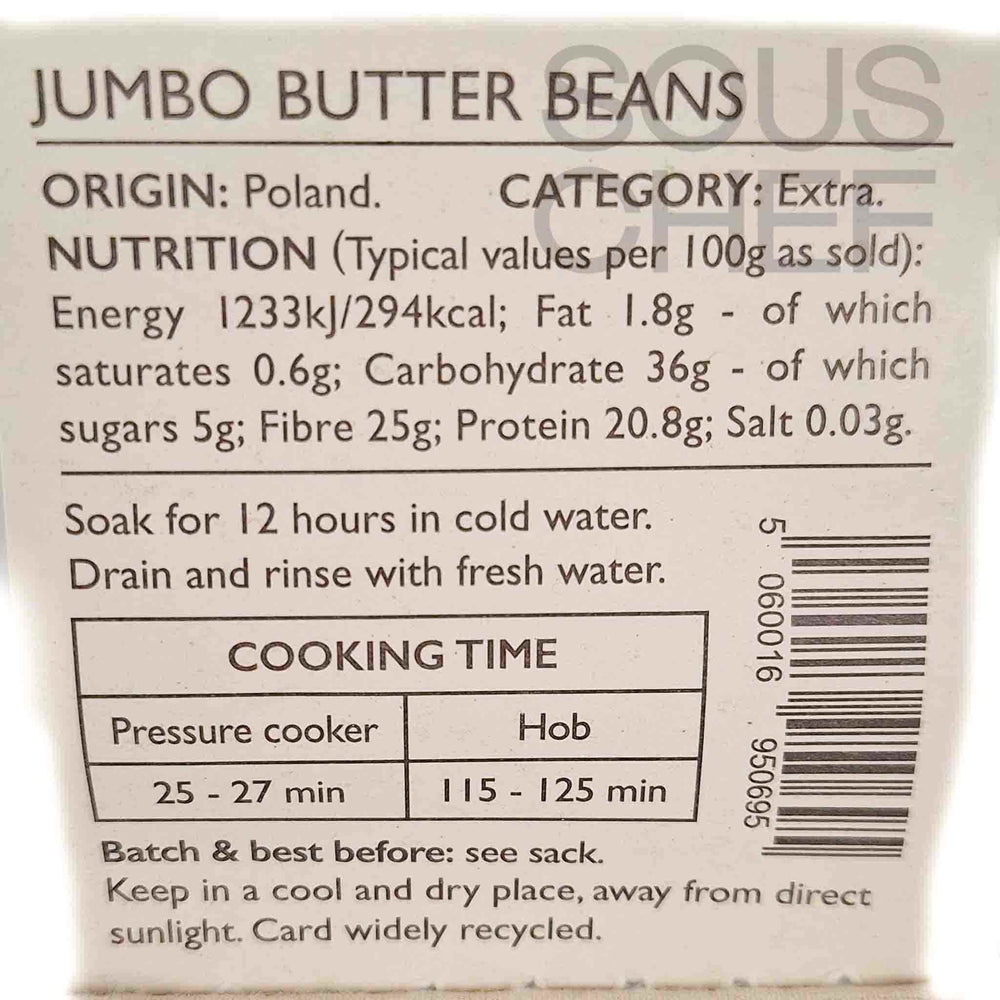 JUMBO BUTTER BEANS
SOUS
CHEF
ORIGIN: Poland. CATEGORY: Extra.
NUTRITION (Typical values per 100g as sold):
Energy 1233kJ/294kcal; Fat 1.8g - of which
saturates 0.6g; Carbohydrate 36g - of which
sugars 5g; Fibre 25g; Protein 20.8g; Salt 0.03g.
Soak for 12 hours in cold water.
Drain and rinse with fresh water.
COOKING TIME
Pressure cooker Hob
25 - 27 min 115 - 125 min
5 060016 950695
Batch & best before: see sack.
Keep in a cool and dry place, away from direct
sunlight. Card widely recycled.